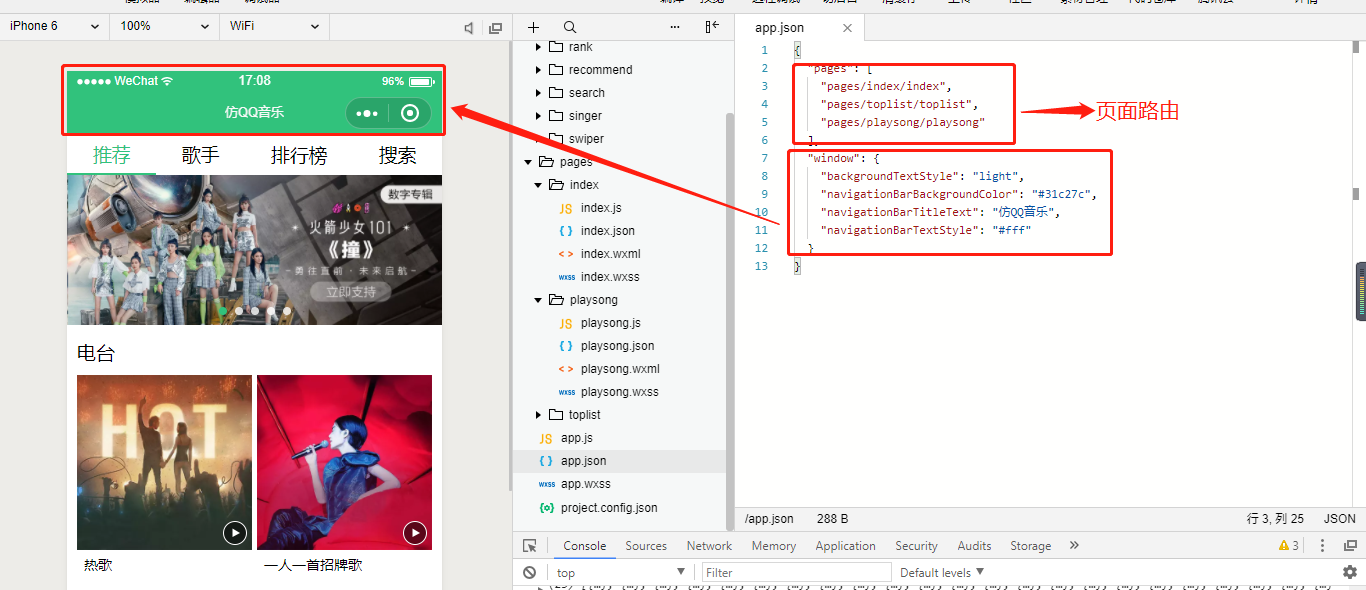 iPhone 6
100%
WiFi
WeChat
17:08
96%
仿QQ音乐
推荐
歌手
排行榜
搜索
数字专辑
火箭少女101
《撞》
勇往直前·未来启航
立即支持
电台
HOT
热歌
一人一首招牌歌
rank
recommend
search
singer
swiper
pages
index
JS index.js
{ } index.json
< > index.wxml
wxss index.wxss
playsong
JS playsong.js
{ } playsong.json
< > playsong.wxml
wxss playsong.wxss
toplist
JS app.js
{ } app.json
wxss app.wxss
{o} project.config.json
app.json
1 {
2 "pages": [
3 "pages/index/index",
4 "pages/toplist/toplist",
5 "pages/playsong/playsong"
6 ],
7 "window": {
8 "backgroundTextStyle": "light",
9 "navigationBarBackgroundColor": "#31c27c",
10 "navigationBarTitleText": "仿QQ音乐",
11 "navigationBarTextStyle": "#fff"
12 }
13 }
页面路由
/app.json
288 B
行 3, 列 25
JSON
Console
Sources
Network
Memory
Application
Security
Audits
Storage
3
top
Filter
Default levels